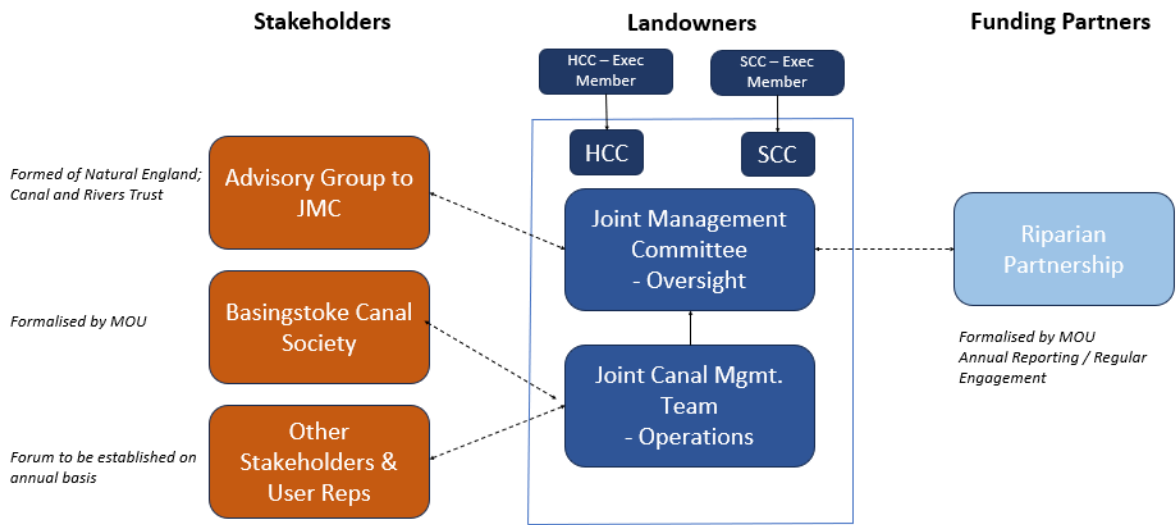 Stakeholders
Landowners
Funding Partners
HCC – Exec
Member
SCC – Exec
Member
HCC
SCC
Formed of Natural England;
Canal and Rivers Trust
Advisory Group to
JMC
Joint Management
Committee
- Oversight
Riparian
Partnership
Formalised by MOU
Basingstoke Canal
Society
Formalised by MOU
Annual Reporting / Regular
Engagement
Joint Canal Mgmt.
Team
- Operations
Forum to be established on
annual basis
Other
Stakeholders &
User Reps